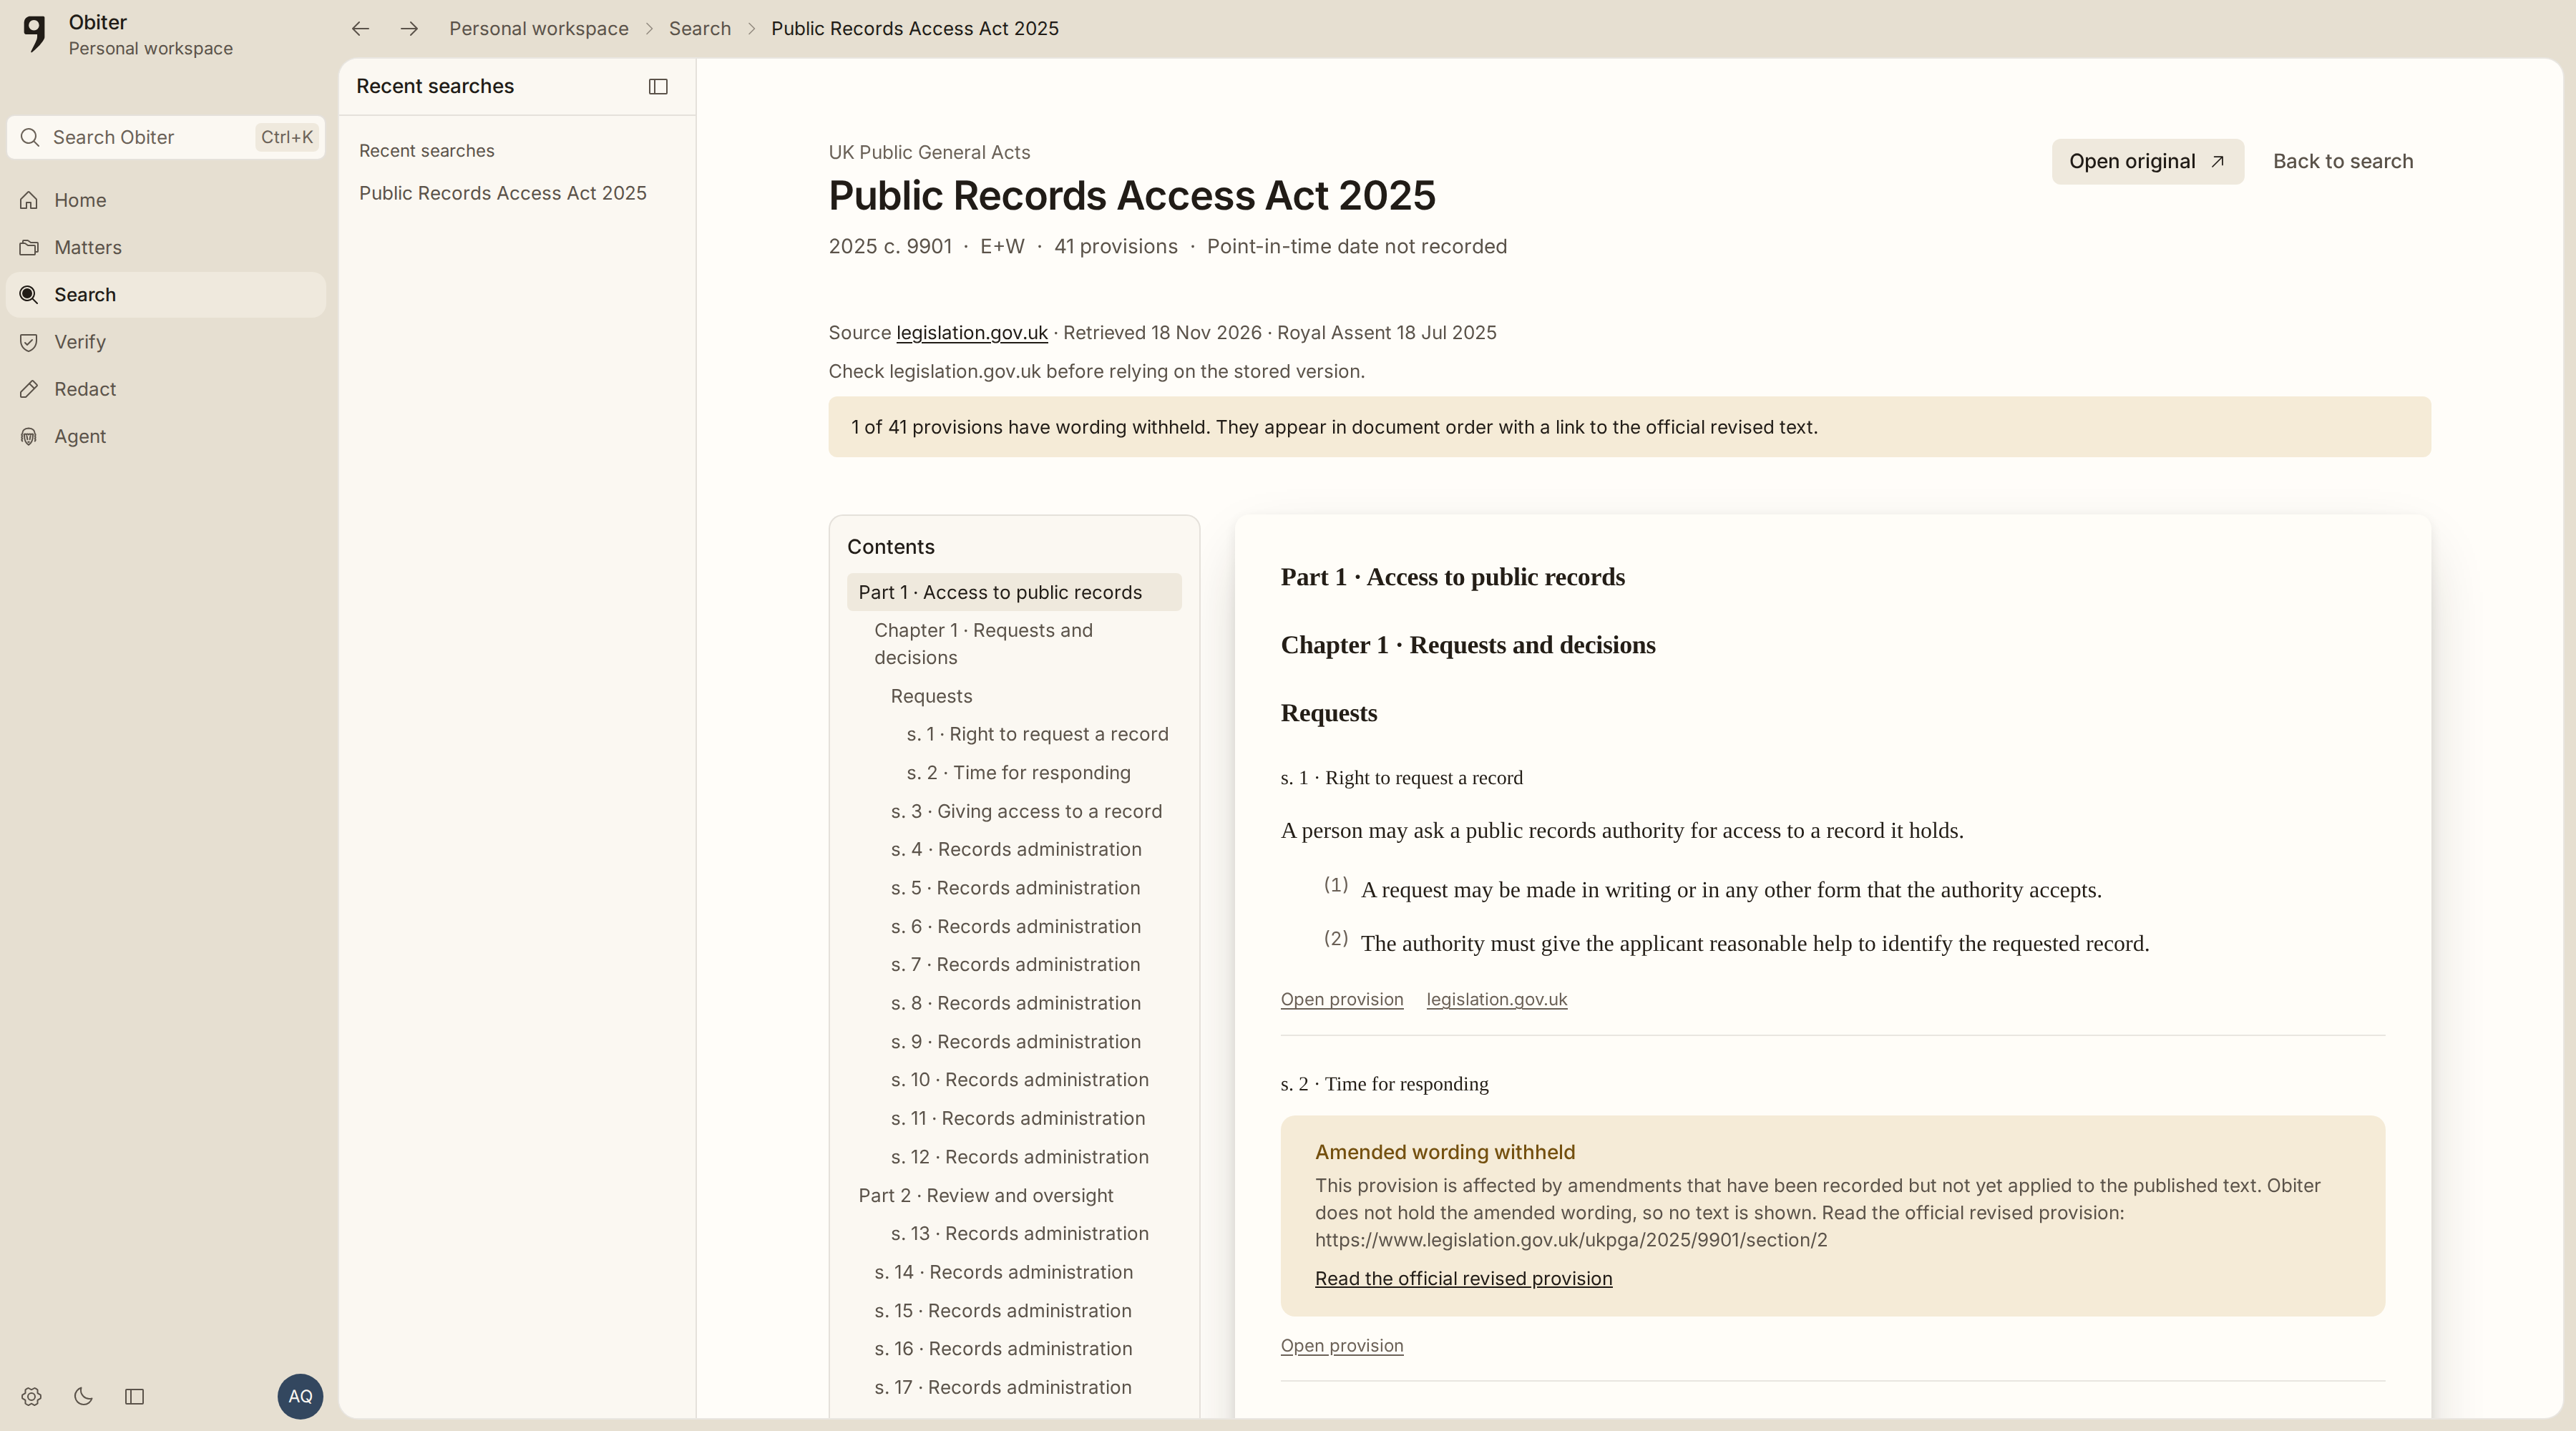 Obiter
Personal workspace
Search Obiter
Ctrl+K
Home
Matters
Search
Verify
Redact
Agent
AQ
Personal workspace
Search
Public Records Access Act 2025
Recent searches
Recent searches
Public Records Access Act 2025
UK Public General Acts
Public Records Access Act 2025
2025 c. 9901 · E+W · 41 provisions · Point-in-time date not recorded
Open original
Back to search
Source legislation.gov.uk · Retrieved 18 Nov 2026 · Royal Assent 18 Jul 2025
Check legislation.gov.uk before relying on the stored version.
1 of 41 provisions have wording withheld. They appear in document order with a link to the official revised text.
Contents
Part 1 · Access to public records
Chapter 1 · Requests and
decisions
Requests
s. 1 · Right to request a record
s. 2 · Time for responding
s. 3 · Giving access to a record
s. 4 · Records administration
s. 5 · Records administration
s. 6 · Records administration
s. 7 · Records administration
s. 8 · Records administration
s. 9 · Records administration
s. 10 · Records administration
s. 11 · Records administration
s. 12 · Records administration
Part 2 · Review and oversight
s. 13 · Records administration
s. 14 · Records administration
s. 15 · Records administration
s. 16 · Records administration
s. 17 · Records administration
Part 1 · Access to public records
Chapter 1 · Requests and decisions
Requests
s. 1 · Right to request a record
A person may ask a public records authority for access to a record it holds.
(1) A request may be made in writing or in any other form that the authority accepts.
(2) The authority must give the applicant reasonable help to identify the requested record.
Open provision legislation.gov.uk
s. 2 · Time for responding
Amended wording withheld
This provision is affected by amendments that have been recorded but not yet applied to the published text. Obiter
does not hold the amended wording, so no text is shown. Read the official revised provision:
https://www.legislation.gov.uk/ukpga/2025/9901/section/2
Read the official revised provision
Open provision